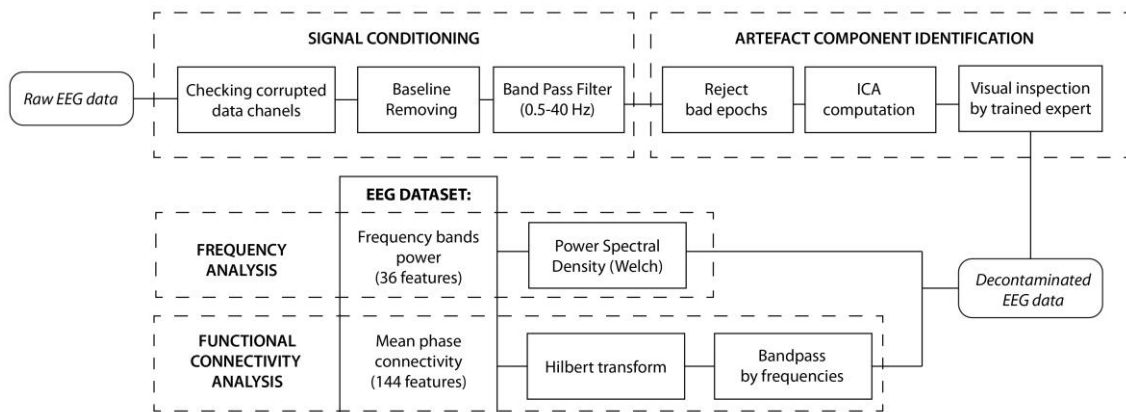 SIGNAL CONDITIONING
ARTEFACT COMPONENT IDENTIFICATION
Raw EEG data
Checking corrupted
data chanels
Baseline
Removing
Band Pass Filter
(0.5-40 Hz)
Reject
bad epochs
ICA
computation
Visual inspection
by trained expert
EEG DATASET:
FREQUENCY
ANALYSIS
Frequency bands
power
(36 features)
Power Spectral
Density (Welch)
Decontaminated
EEG data
FUNCTIONAL
CONNECTIVITY
ANALYSIS
Mean phase
connectivity
(144 features)
Hilbert transform
Bandpass
by frequencies